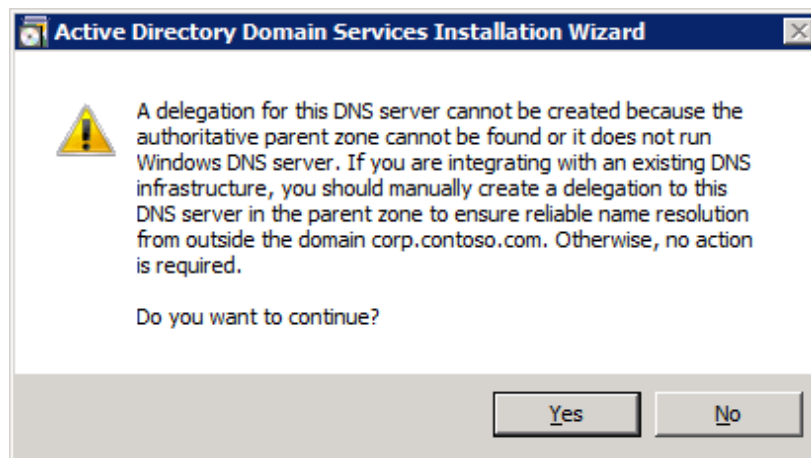 Active Directory Domain Services Installation Wizard
A delegation for this DNS server cannot be created because the
authoritative parent zone cannot be found or it does not run
Windows DNS server. If you are integrating with an existing DNS
infrastructure, you should manually create a delegation to this
DNS server in the parent zone to ensure reliable name resolution
from outside the domain corp.contoso.com. Otherwise, no action
is required.
Do you want to continue?
Yes No